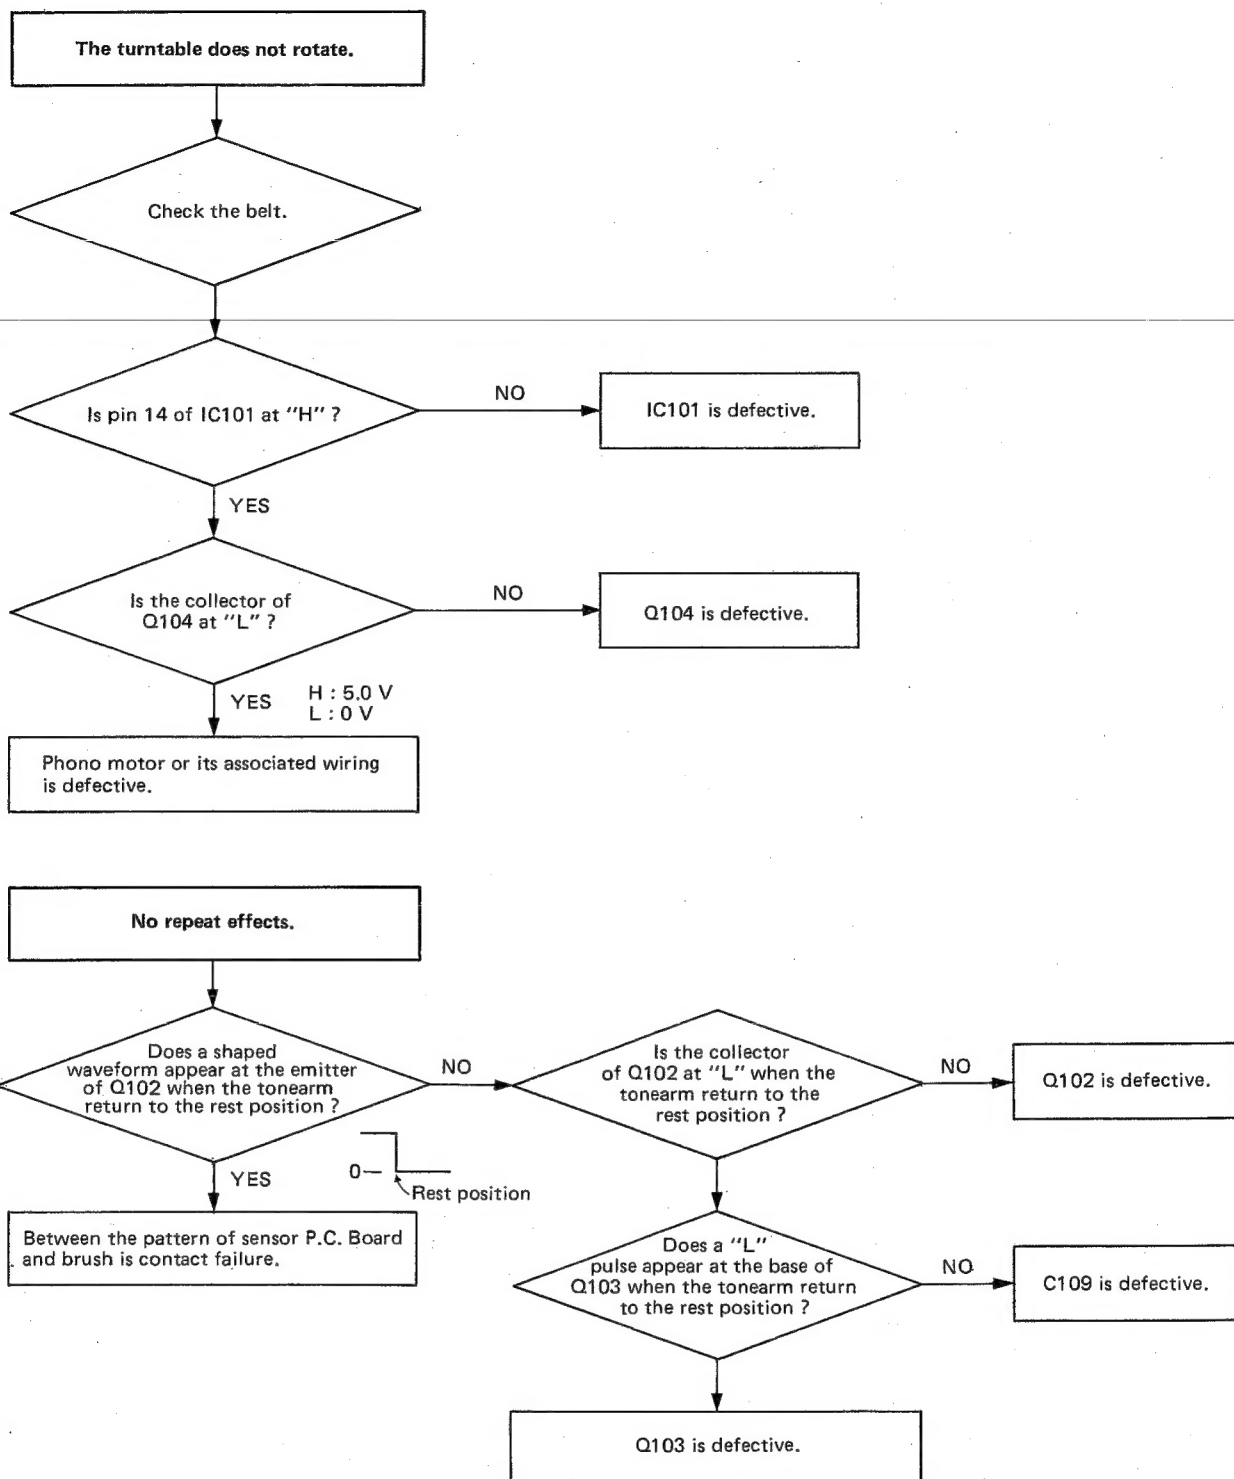 The turntable does not rotate.
Check the belt.
Is pin 14 of IC101 at "H" ?
NO
IC101 is defective.
YES
Is the collector of
Q104 at "L" ?
NO
Q104 is defective.
YES
H : 5.0 V
L : 0 V
Phono motor or its associated wiring
is defective.
No repeat effects.
Does a shaped
waveform appear at the emitter
of Q102 when the tonearm
return to the rest position ?
NO
Is the collector
of Q102 at "L" when the
tonearm return to the
rest position ?
NO
Q102 is defective.
YES
0—
Rest position
Between the pattern of sensor P.C. Board
and brush is contact failure.
Does a "L"
pulse appear at the base of
Q103 when the tonearm return
to the rest position ?
NO
C109 is defective.
Q103 is defective.